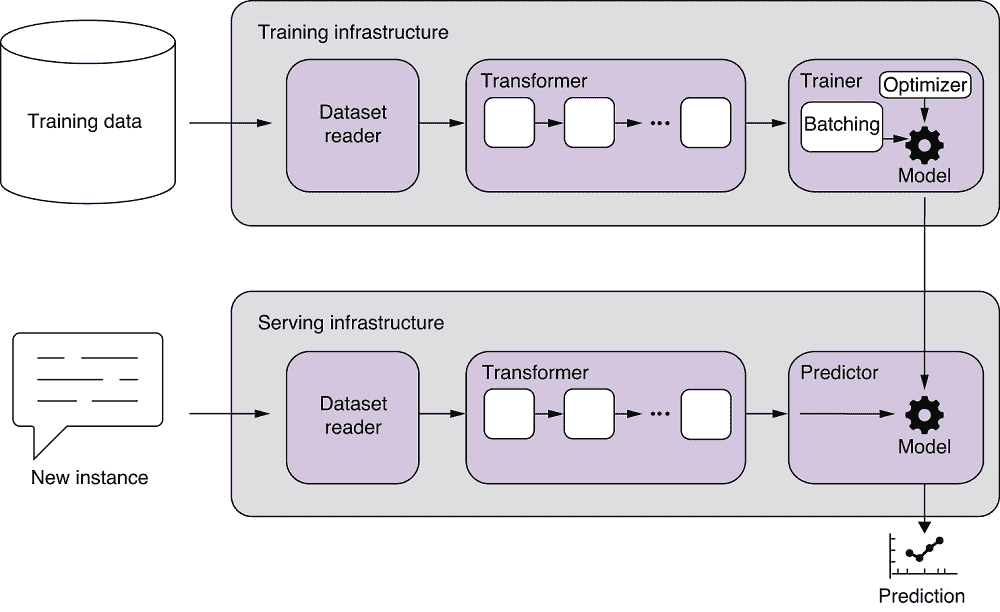 Training infrastructure
Training data
Dataset
reader
Transformer
...
Trainer
Optimizer
Batching
Model
Serving infrastructure
New instance
Dataset
reader
Transformer
...
Predictor
Model
Prediction